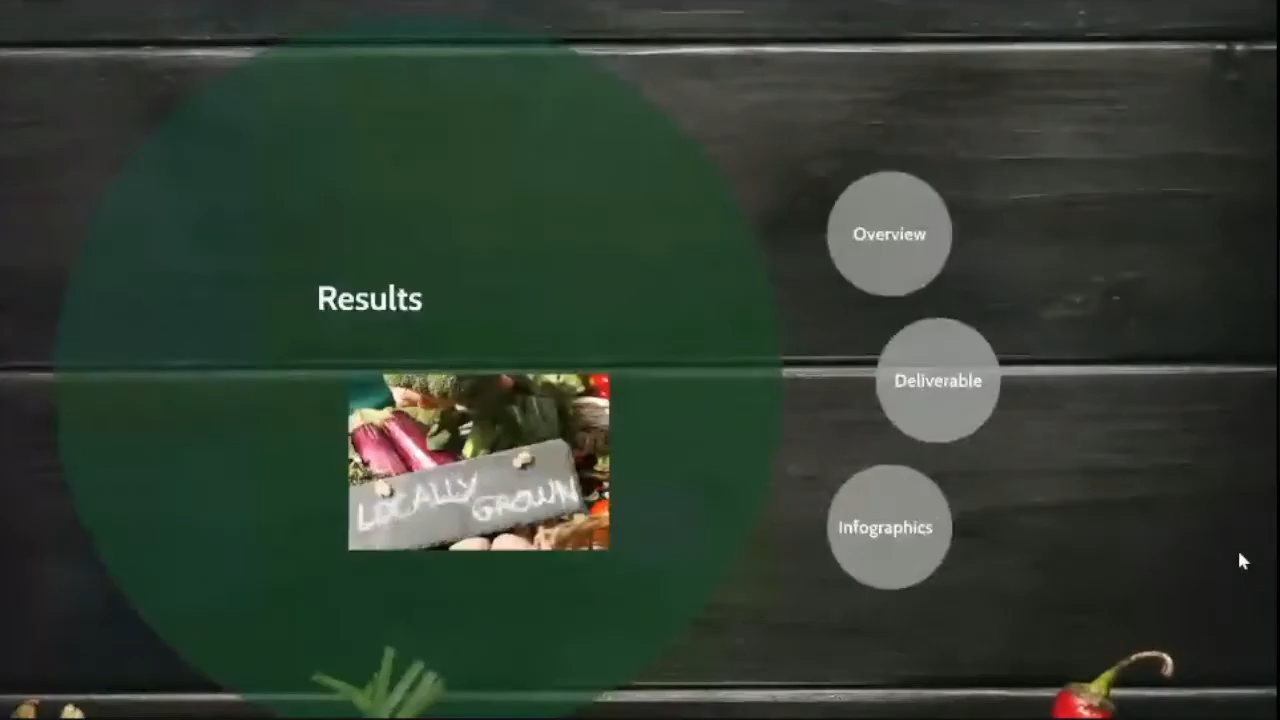 Results
LOCALLY GROWN
Overview
Deliverable
Infographics